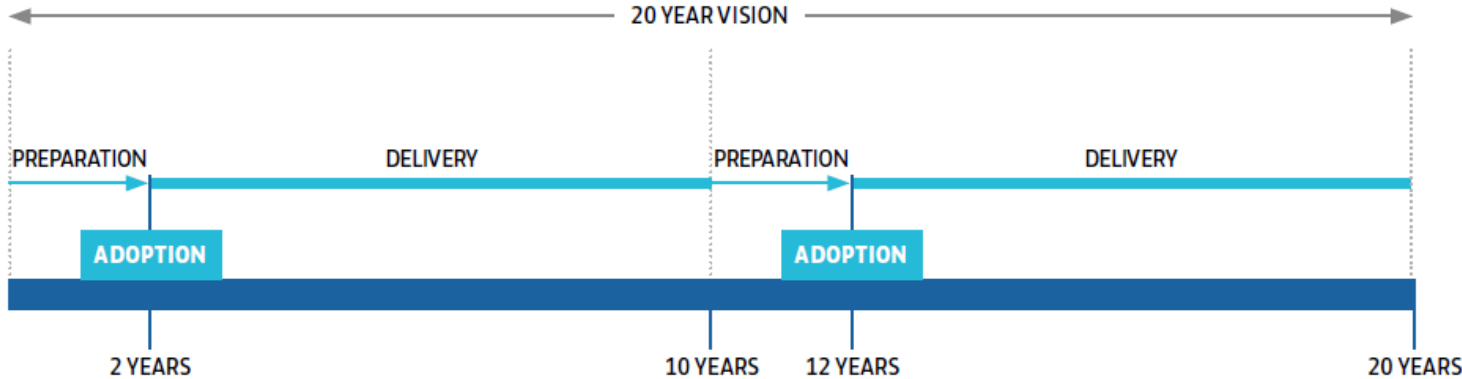 20 YEAR VISION
PREPARATION DELIVERY PREPARATION DELIVERY
ADOPTION ADOPTION
2 YEARS 10 YEARS 12 YEARS 20 YEARS